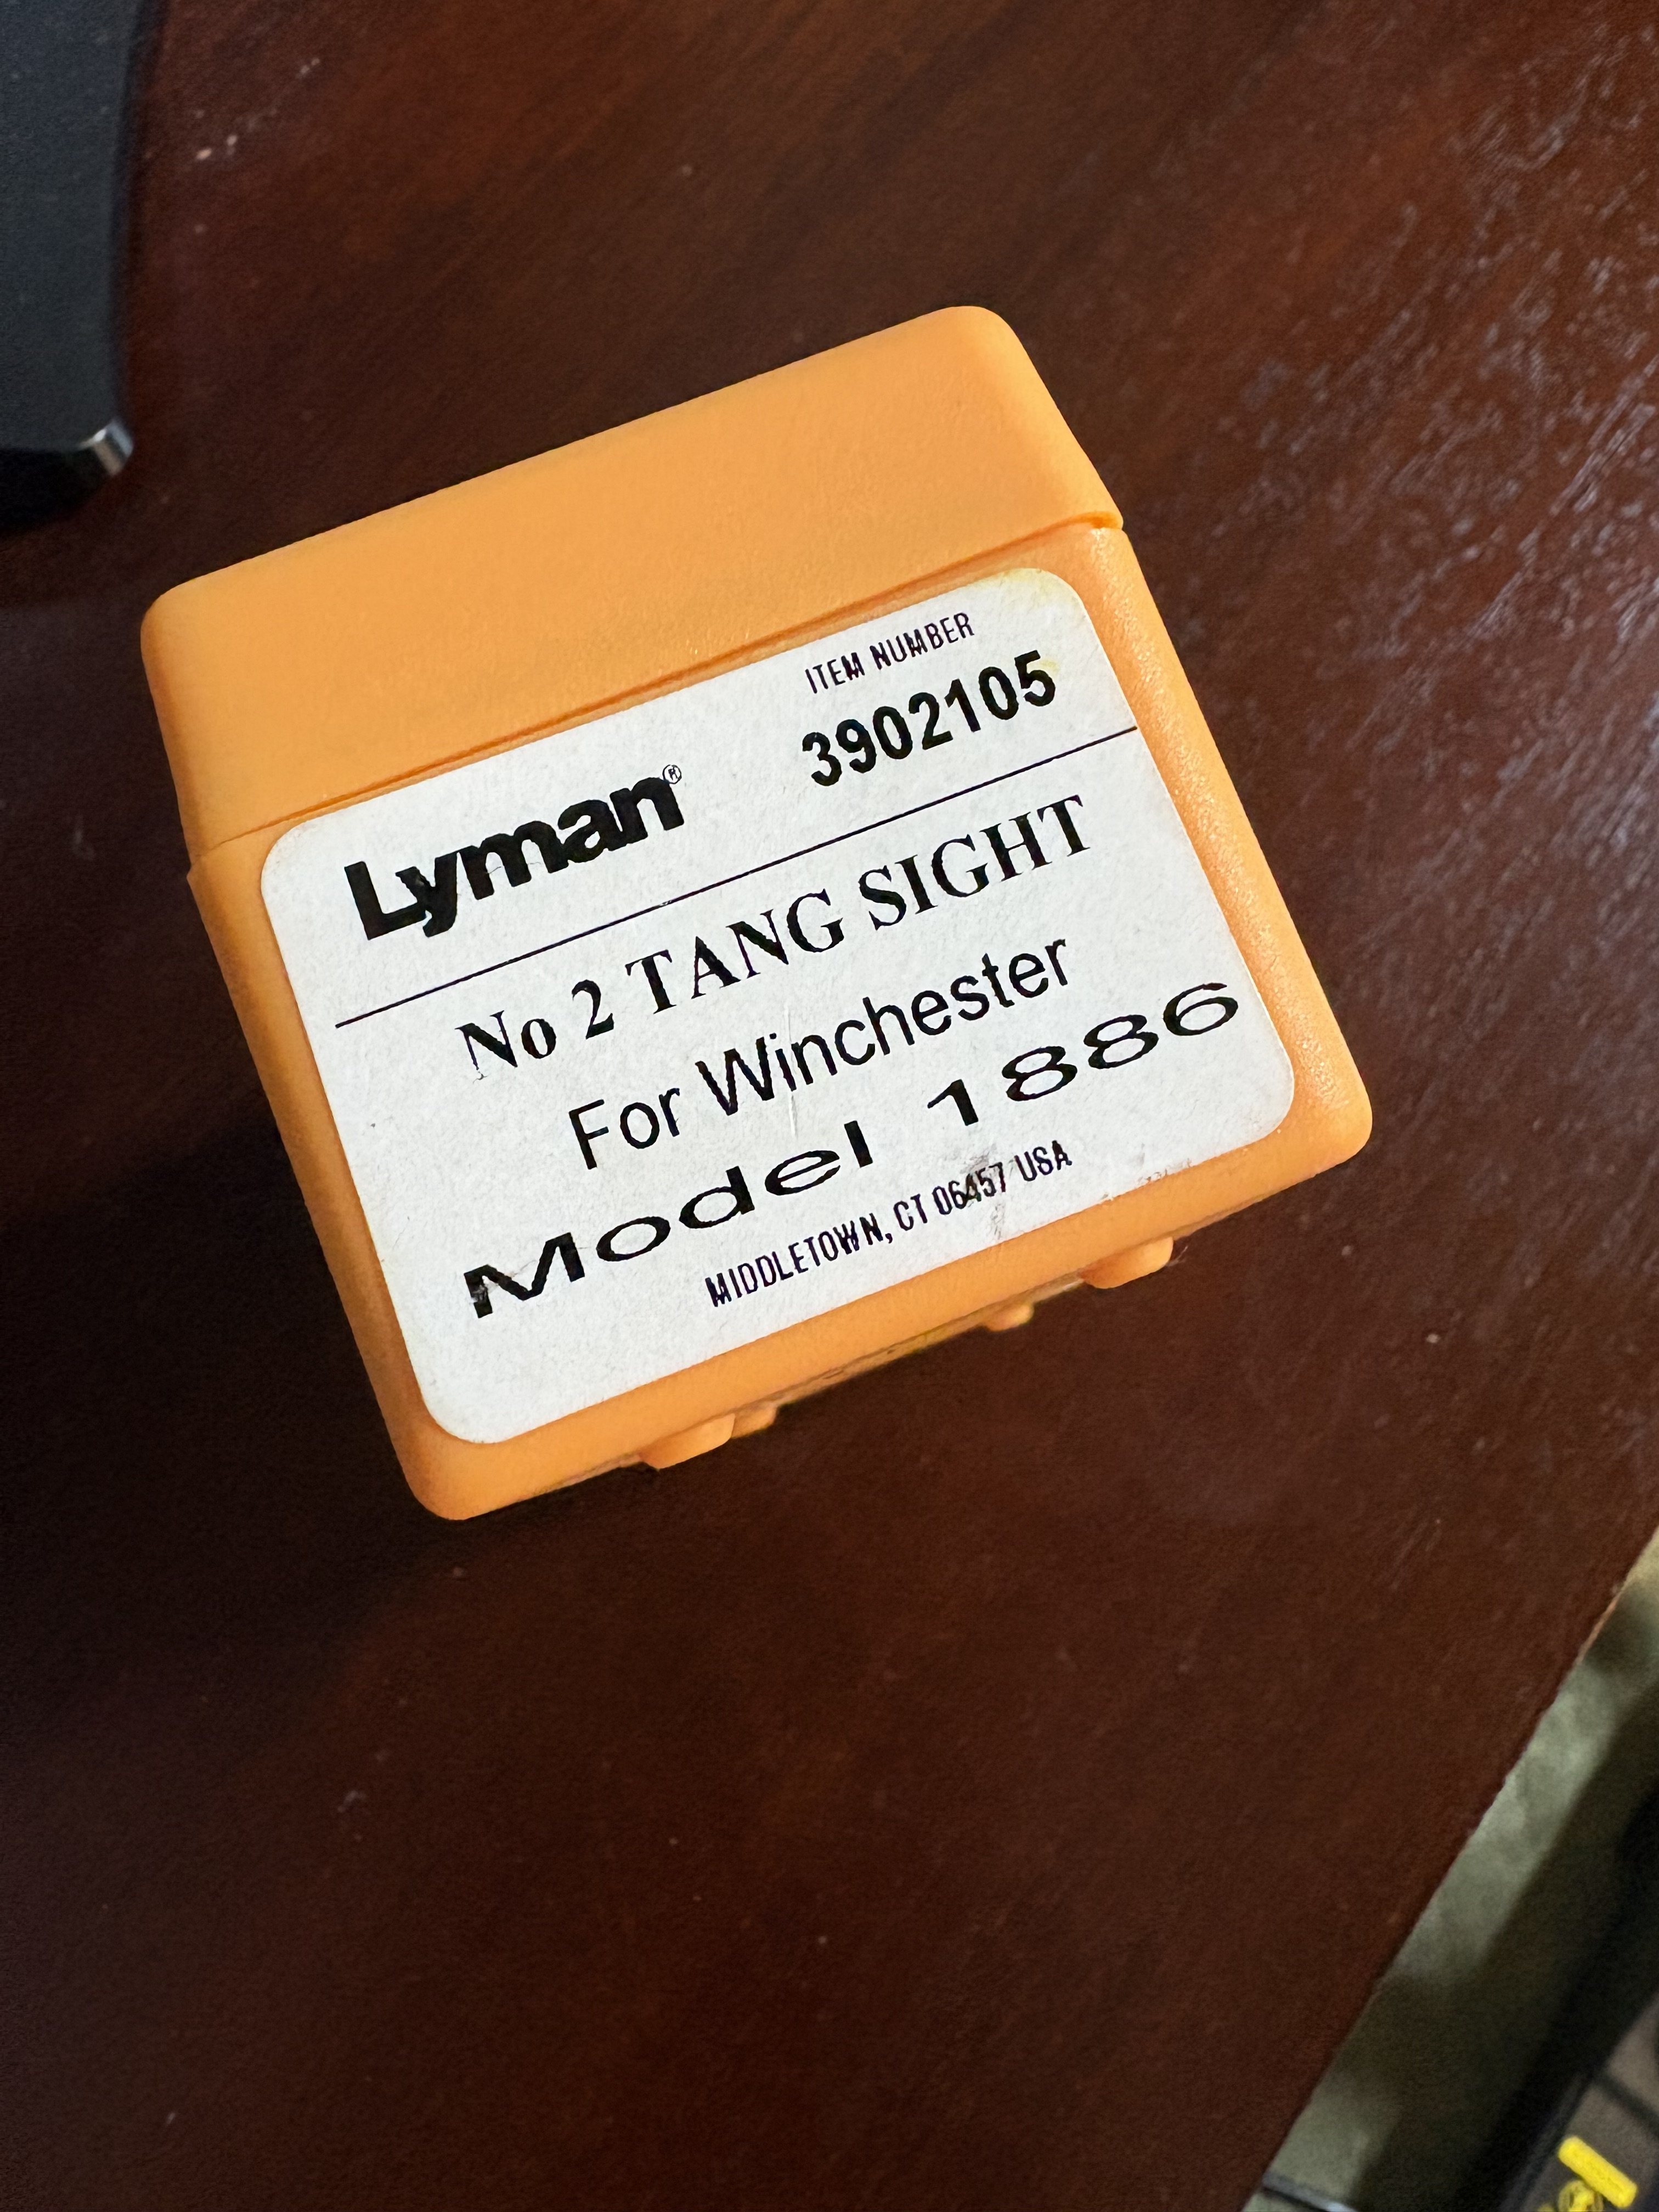 ITEM NUMBER
Lyman® 3902105
No 2 TANG SIGHT
For Winchester
Model 1886
MIDDLETOWN, CT 06457 USA